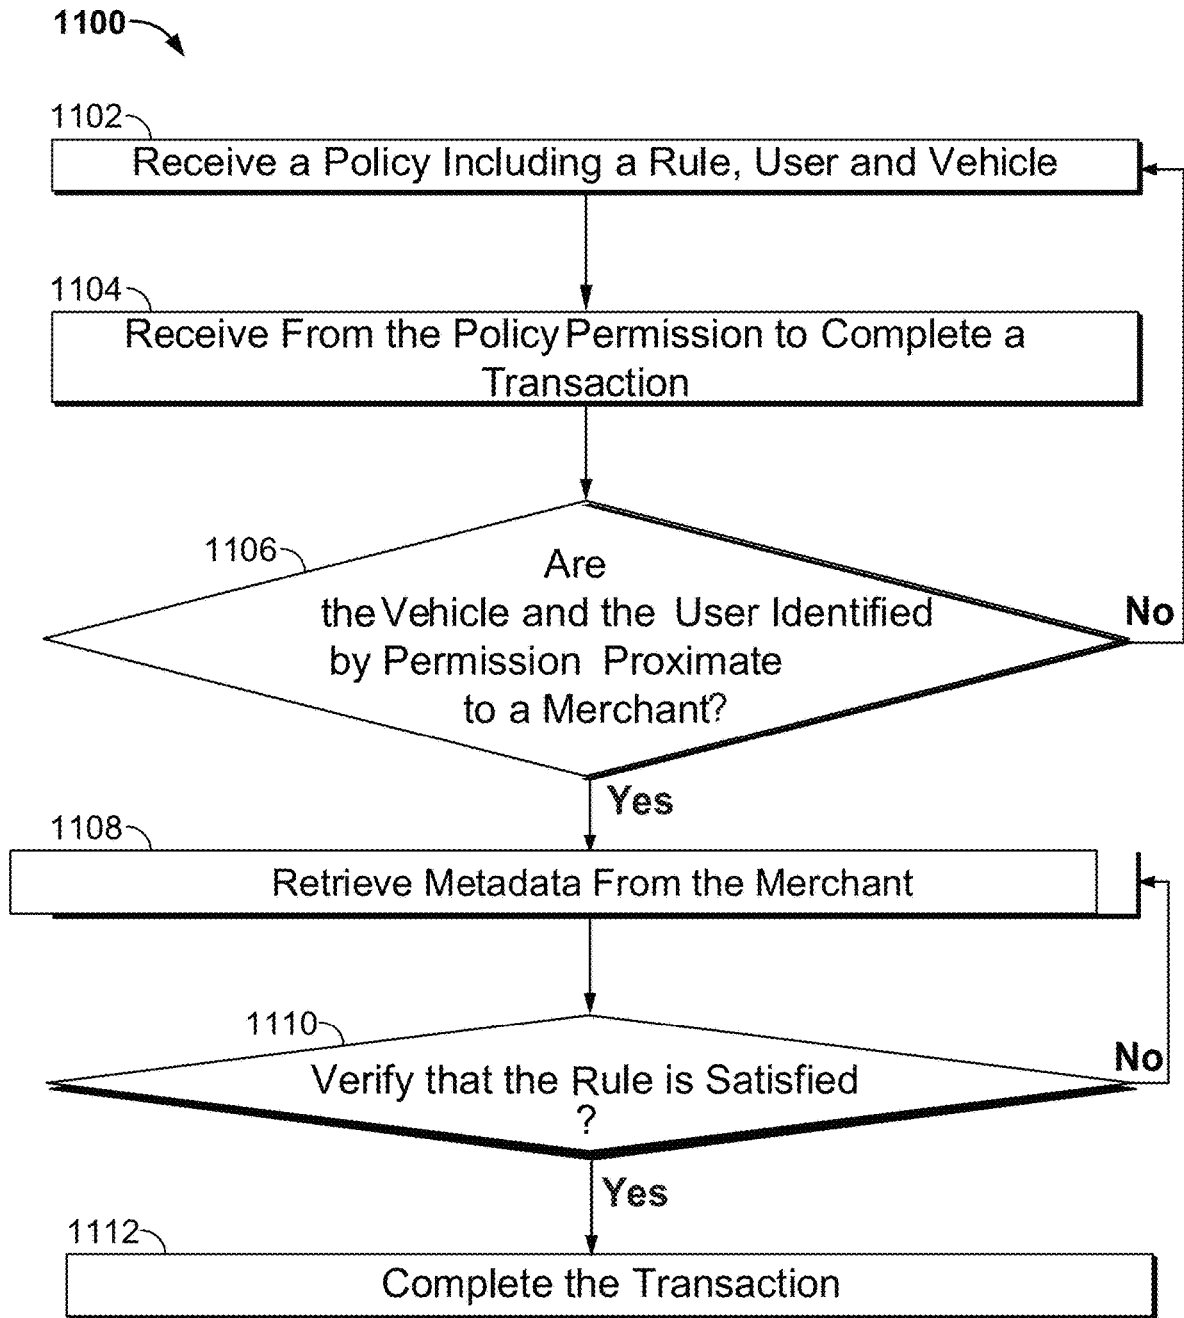 1100
1102
Receive a Policy Including a Rule, User and Vehicle
1104
Receive From the Policy Permission to Complete a
Transaction
1106
Are
the Vehicle and the User Identified
by Permission Proximate
to a Merchant?
No
Yes
1108
Retrieve Metadata From the Merchant
1110
Verify that the Rule is Satisfied
?
No
Yes
1112
Complete the Transaction